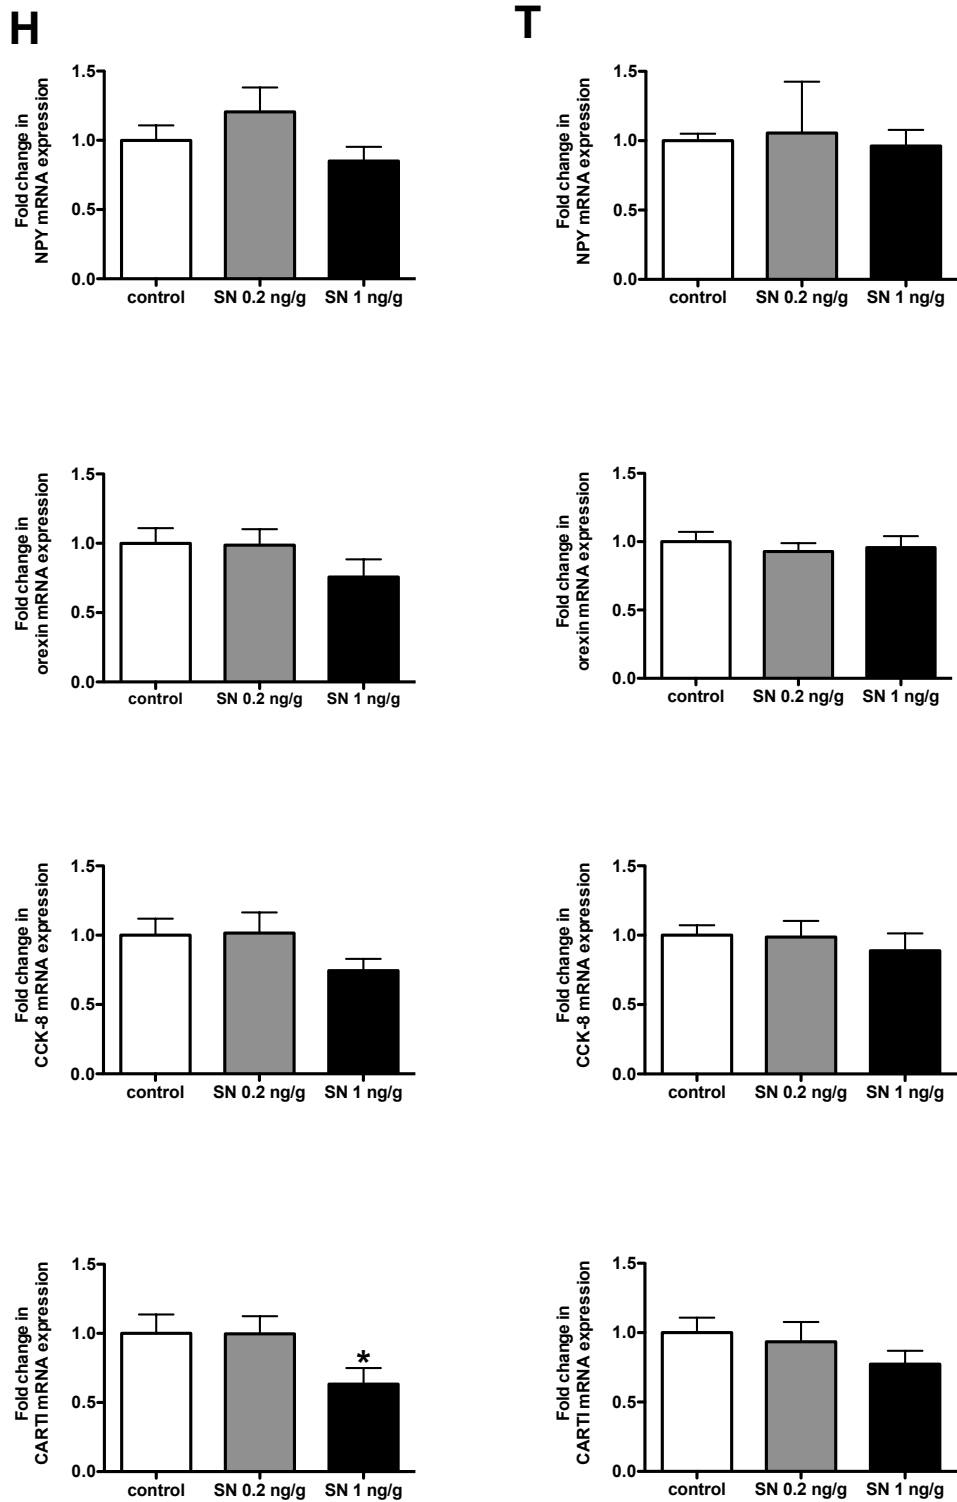 H
T
Fold change in
NPY mRNA expression
1.5
1.0
0.5
0.0
control SN 0.2 ng/g SN 1 ng/g
Fold change in
NPY mRNA expression
1.5
1.0
0.5
0.0
control SN 0.2 ng/g SN 1 ng/g
Fold change in
orexin mRNA expression
1.5
1.0
0.5
0.0
control SN 0.2 ng/g SN 1 ng/g
Fold change in
orexin mRNA expression
1.5
1.0
0.5
0.0
control SN 0.2 ng/g SN 1 ng/g
Fold change in
CCK-8 mRNA expression
1.5
1.0
0.5
0.0
control SN 0.2 ng/g SN 1 ng/g
Fold change in
CCK-8 mRNA expression
1.5
1.0
0.5
0.0
control SN 0.2 ng/g SN 1 ng/g
Fold change in
CARTI mRNA expression
1.5
1.0
0.5
0.0
*
control SN 0.2 ng/g SN 1 ng/g
Fold change in
CARTI mRNA expression
1.5
1.0
0.5
0.0
control SN 0.2 ng/g SN 1 ng/g